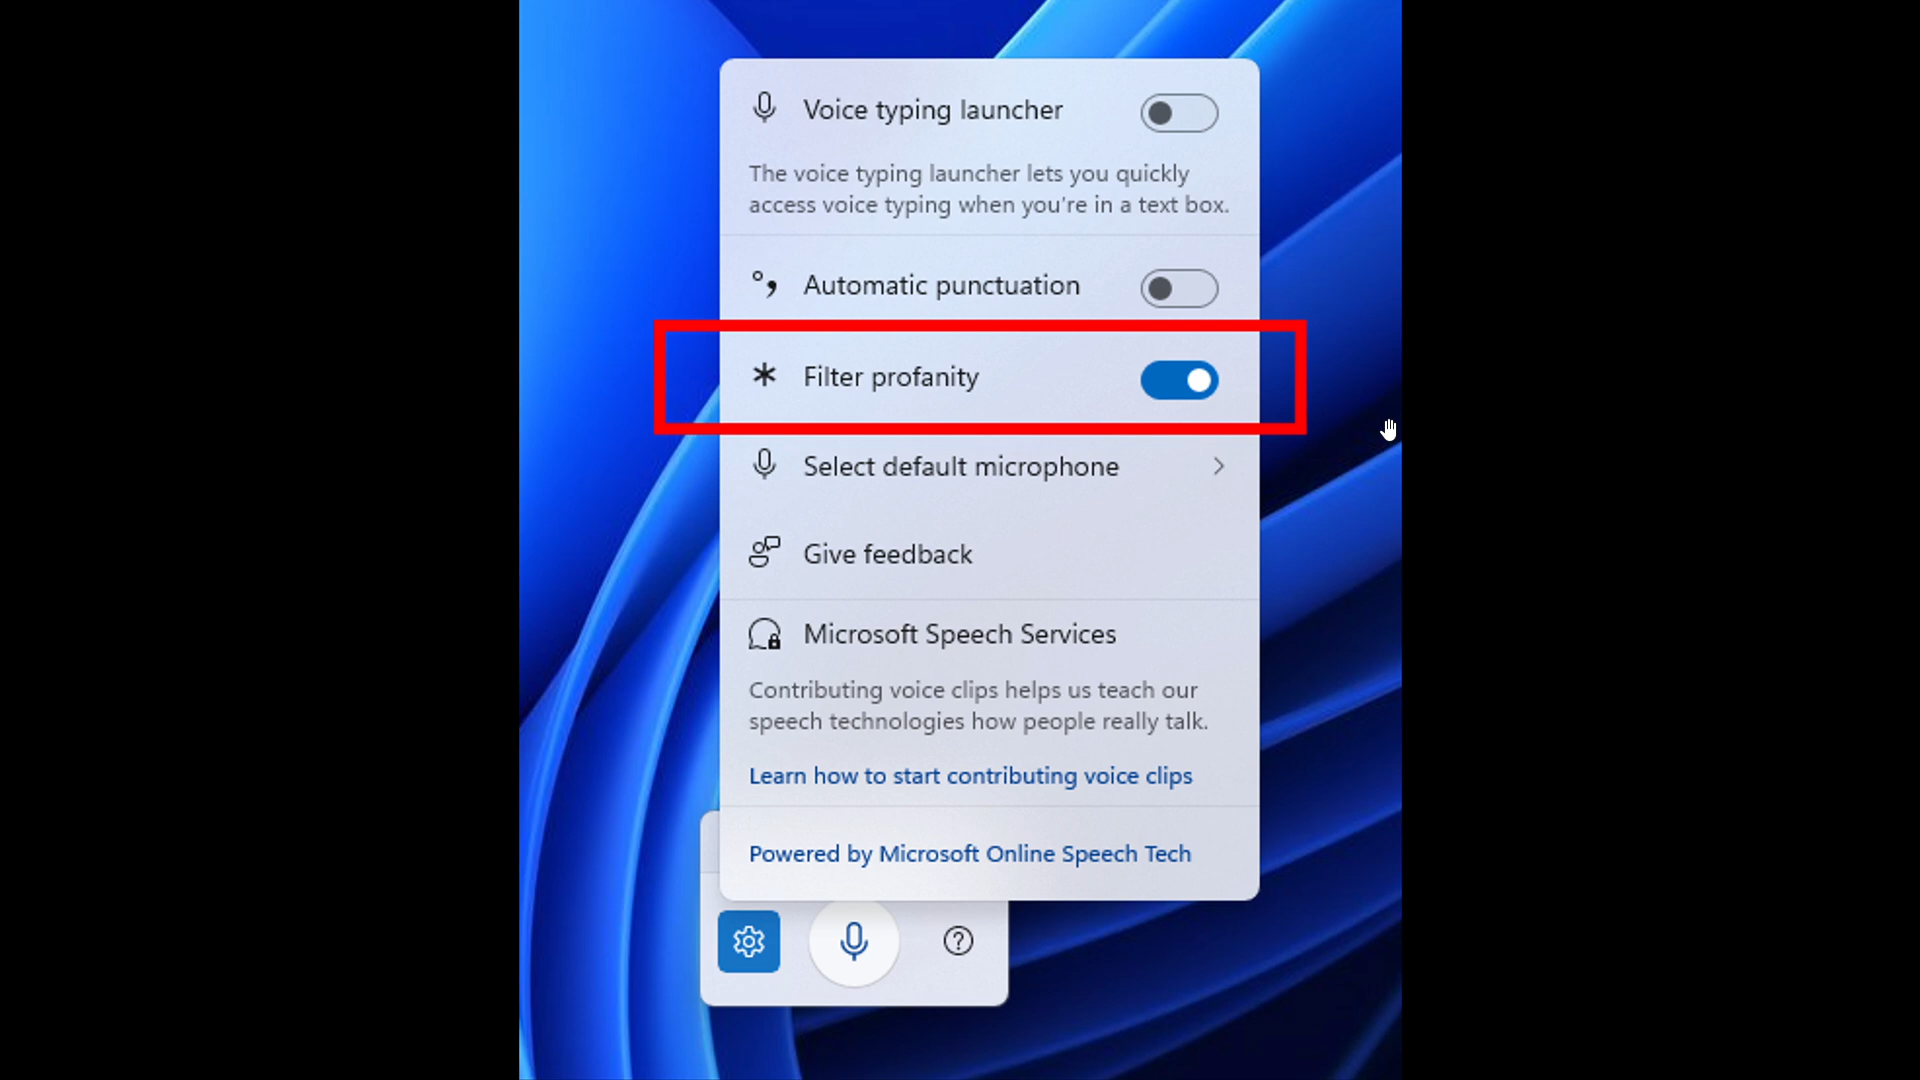 Voice typing launcher
The voice typing launcher lets you quickly
access voice typing when you're in a text box.
Automatic punctuation
Filter profanity
Select default microphone
Give feedback
Microsoft Speech Services
Contributing voice clips helps us teach our
speech technologies how people really talk.
Learn how to start contributing voice clips
Powered by Microsoft Online Speech Tech